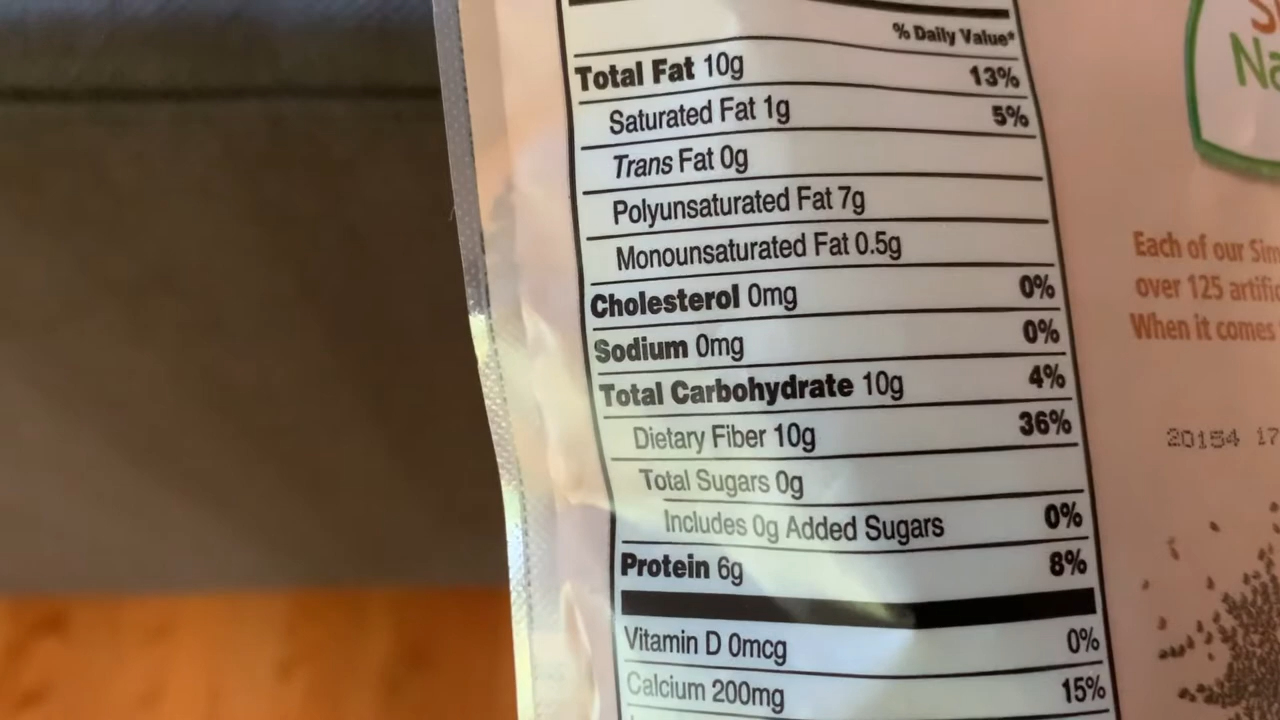 % Daily Value*
Total Fat 10g 13%
Saturated Fat 1g 5%
Trans Fat 0g
Polyunsaturated Fat 7g
Monounsaturated Fat 0.5g
Cholesterol 0mg 0%
Sodium 0mg 0%
Total Carbohydrate 10g 4%
Dietary Fiber 10g 36%
Total Sugars 0g
Includes 0g Added Sugars 0%
Protein 6g 8%
Vitamin D 0mcg 0%
Calcium 200mg 15%
Na
Each of our Sim
over 125 artific
When it comes
20154 17